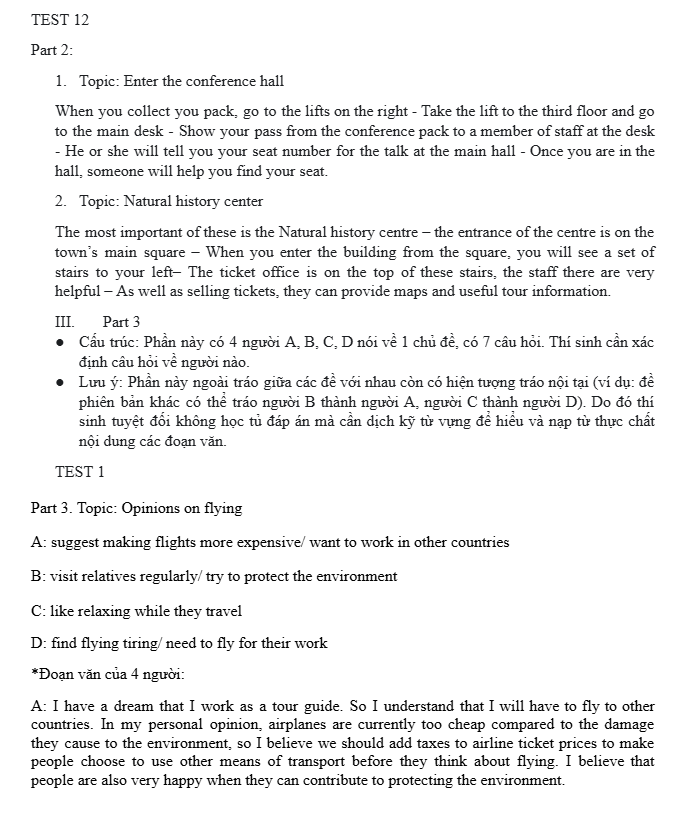 TEST 12
Part 2:
1. Topic: Enter the conference hall
When you collect you pack, go to the lifts on the right - Take the lift to the third floor and go
to the main desk - Show your pass from the conference pack to a member of staff at the desk
- He or she will tell you your seat number for the talk at the main hall - Once you are in the
hall, someone will help you find your seat.
2. Topic: Natural history center
The most important of these is the Natural history centre – the entrance of the centre is on the
town’s main square – When you enter the building from the square, you will see a set of
stairs to your left– The ticket office is on the top of these stairs, the staff there are very
helpful – As well as selling tickets, they can provide maps and useful tour information.
III. Part 3
● Cấu trúc: Phần này có 4 người A, B, C, D nói về 1 chủ đề, có 7 câu hỏi. Thí sinh cần xác
định câu hỏi về người nào.
● Lưu ý: Phần này ngoài tráo giữa các đề với nhau còn có hiện tượng tráo nội tại (ví dụ: đề
phiên bản khác có thể tráo người B thành người A, người C thành người D). Do đó thí
sinh tuyệt đối không học tủ đáp án mà cần dịch kỹ từ vựng để hiểu và nạp từ thực chất
nội dung các đoạn văn.
TEST 1
Part 3. Topic: Opinions on flying
A: suggest making flights more expensive/ want to work in other countries
B: visit relatives regularly/ try to protect the environment
C: like relaxing while they travel
D: find flying tiring/ need to fly for their work
*Đoạn văn của 4 người:
A: I have a dream that I work as a tour guide. So I understand that I will have to fly to other
countries. In my personal opinion, airplanes are currently too cheap compared to the damage
they cause to the environment, so I believe we should add taxes to airline ticket prices to make
people choose to use other means of transport before they think about flying. I believe that
people are also very happy when they can contribute to protecting the environment.